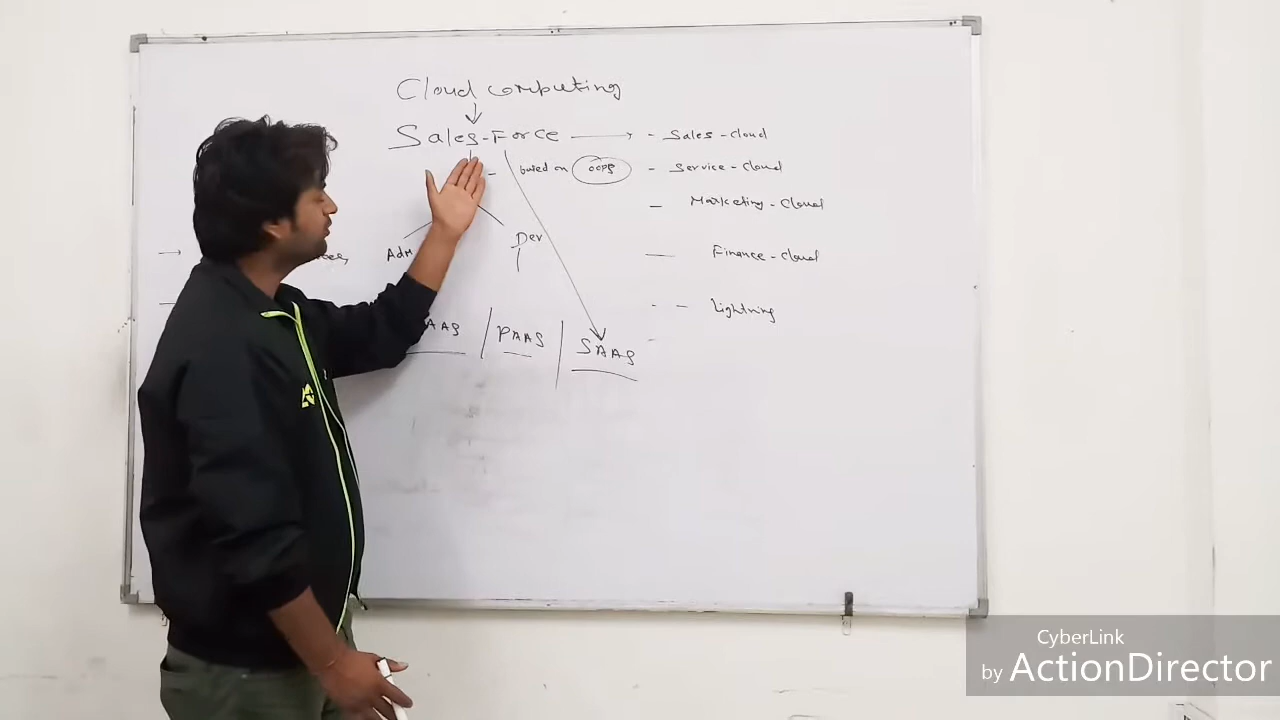 Cloud computing
Sales-Force
- Sales-cloud
- based on OOPS
- Service-Cloud
- Marketing-Cloud
Adm
Dev
- Finance-cloud
- Lightning
AAS
PAAS
SAAS
CyberLink
by ActionDirector